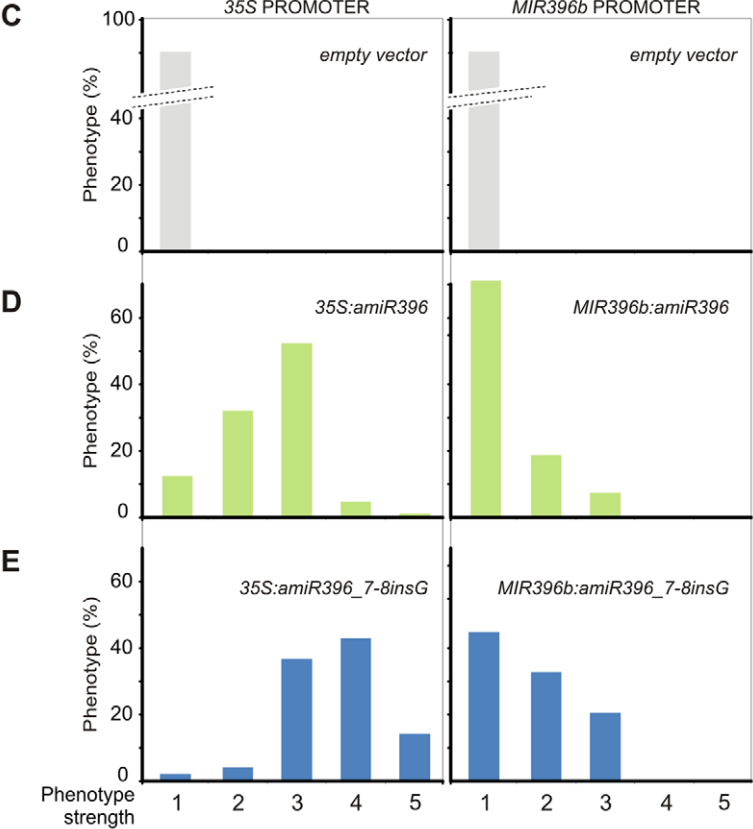 C
35S PROMOTER
MIR396b PROMOTER
100
40
20
0
Phenotype (%)
empty vector
empty vector
D
60
40
20
0
Phenotype (%)
35S:amiR396
MIR396b:amiR396
E
60
40
20
0
Phenotype (%)
35S:amiR396_7-8insG
MIR396b:amiR396_7-8insG
Phenotype
strength
1 2 3 4 5
1 2 3 4 5